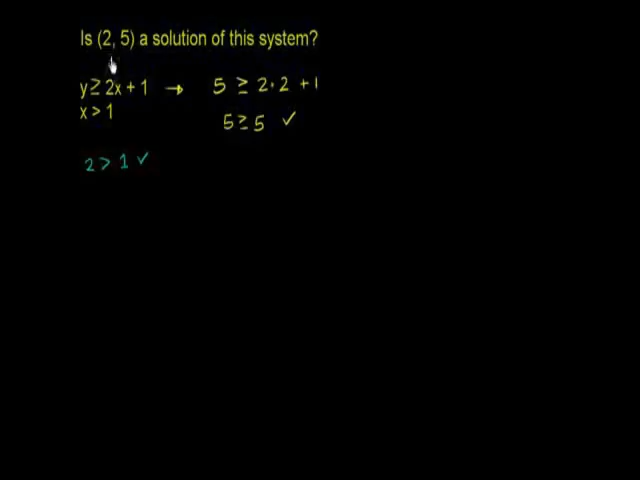 Is (2, 5) a solution of this system?
y ≥ 2x + 1 → 5 ≥ 2·2 + 1
x > 1
5 ≥ 5 ✓
2 > 1 ✓